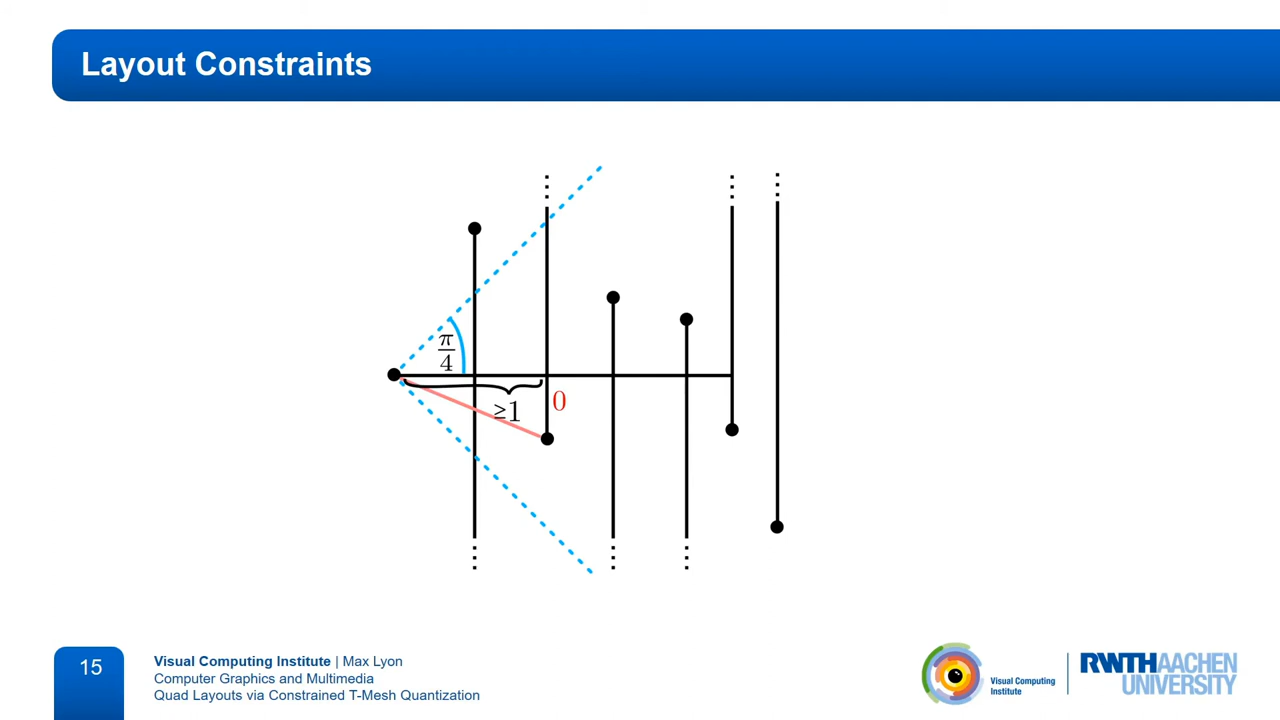 Layout Constraints
π
4
≥1
0
15
Visual Computing Institute | Max Lyon
Computer Graphics and Multimedia
Quad Layouts via Constrained T-Mesh Quantization
Visual Computing
Institute
RWTHAACHEN
UNIVERSITY